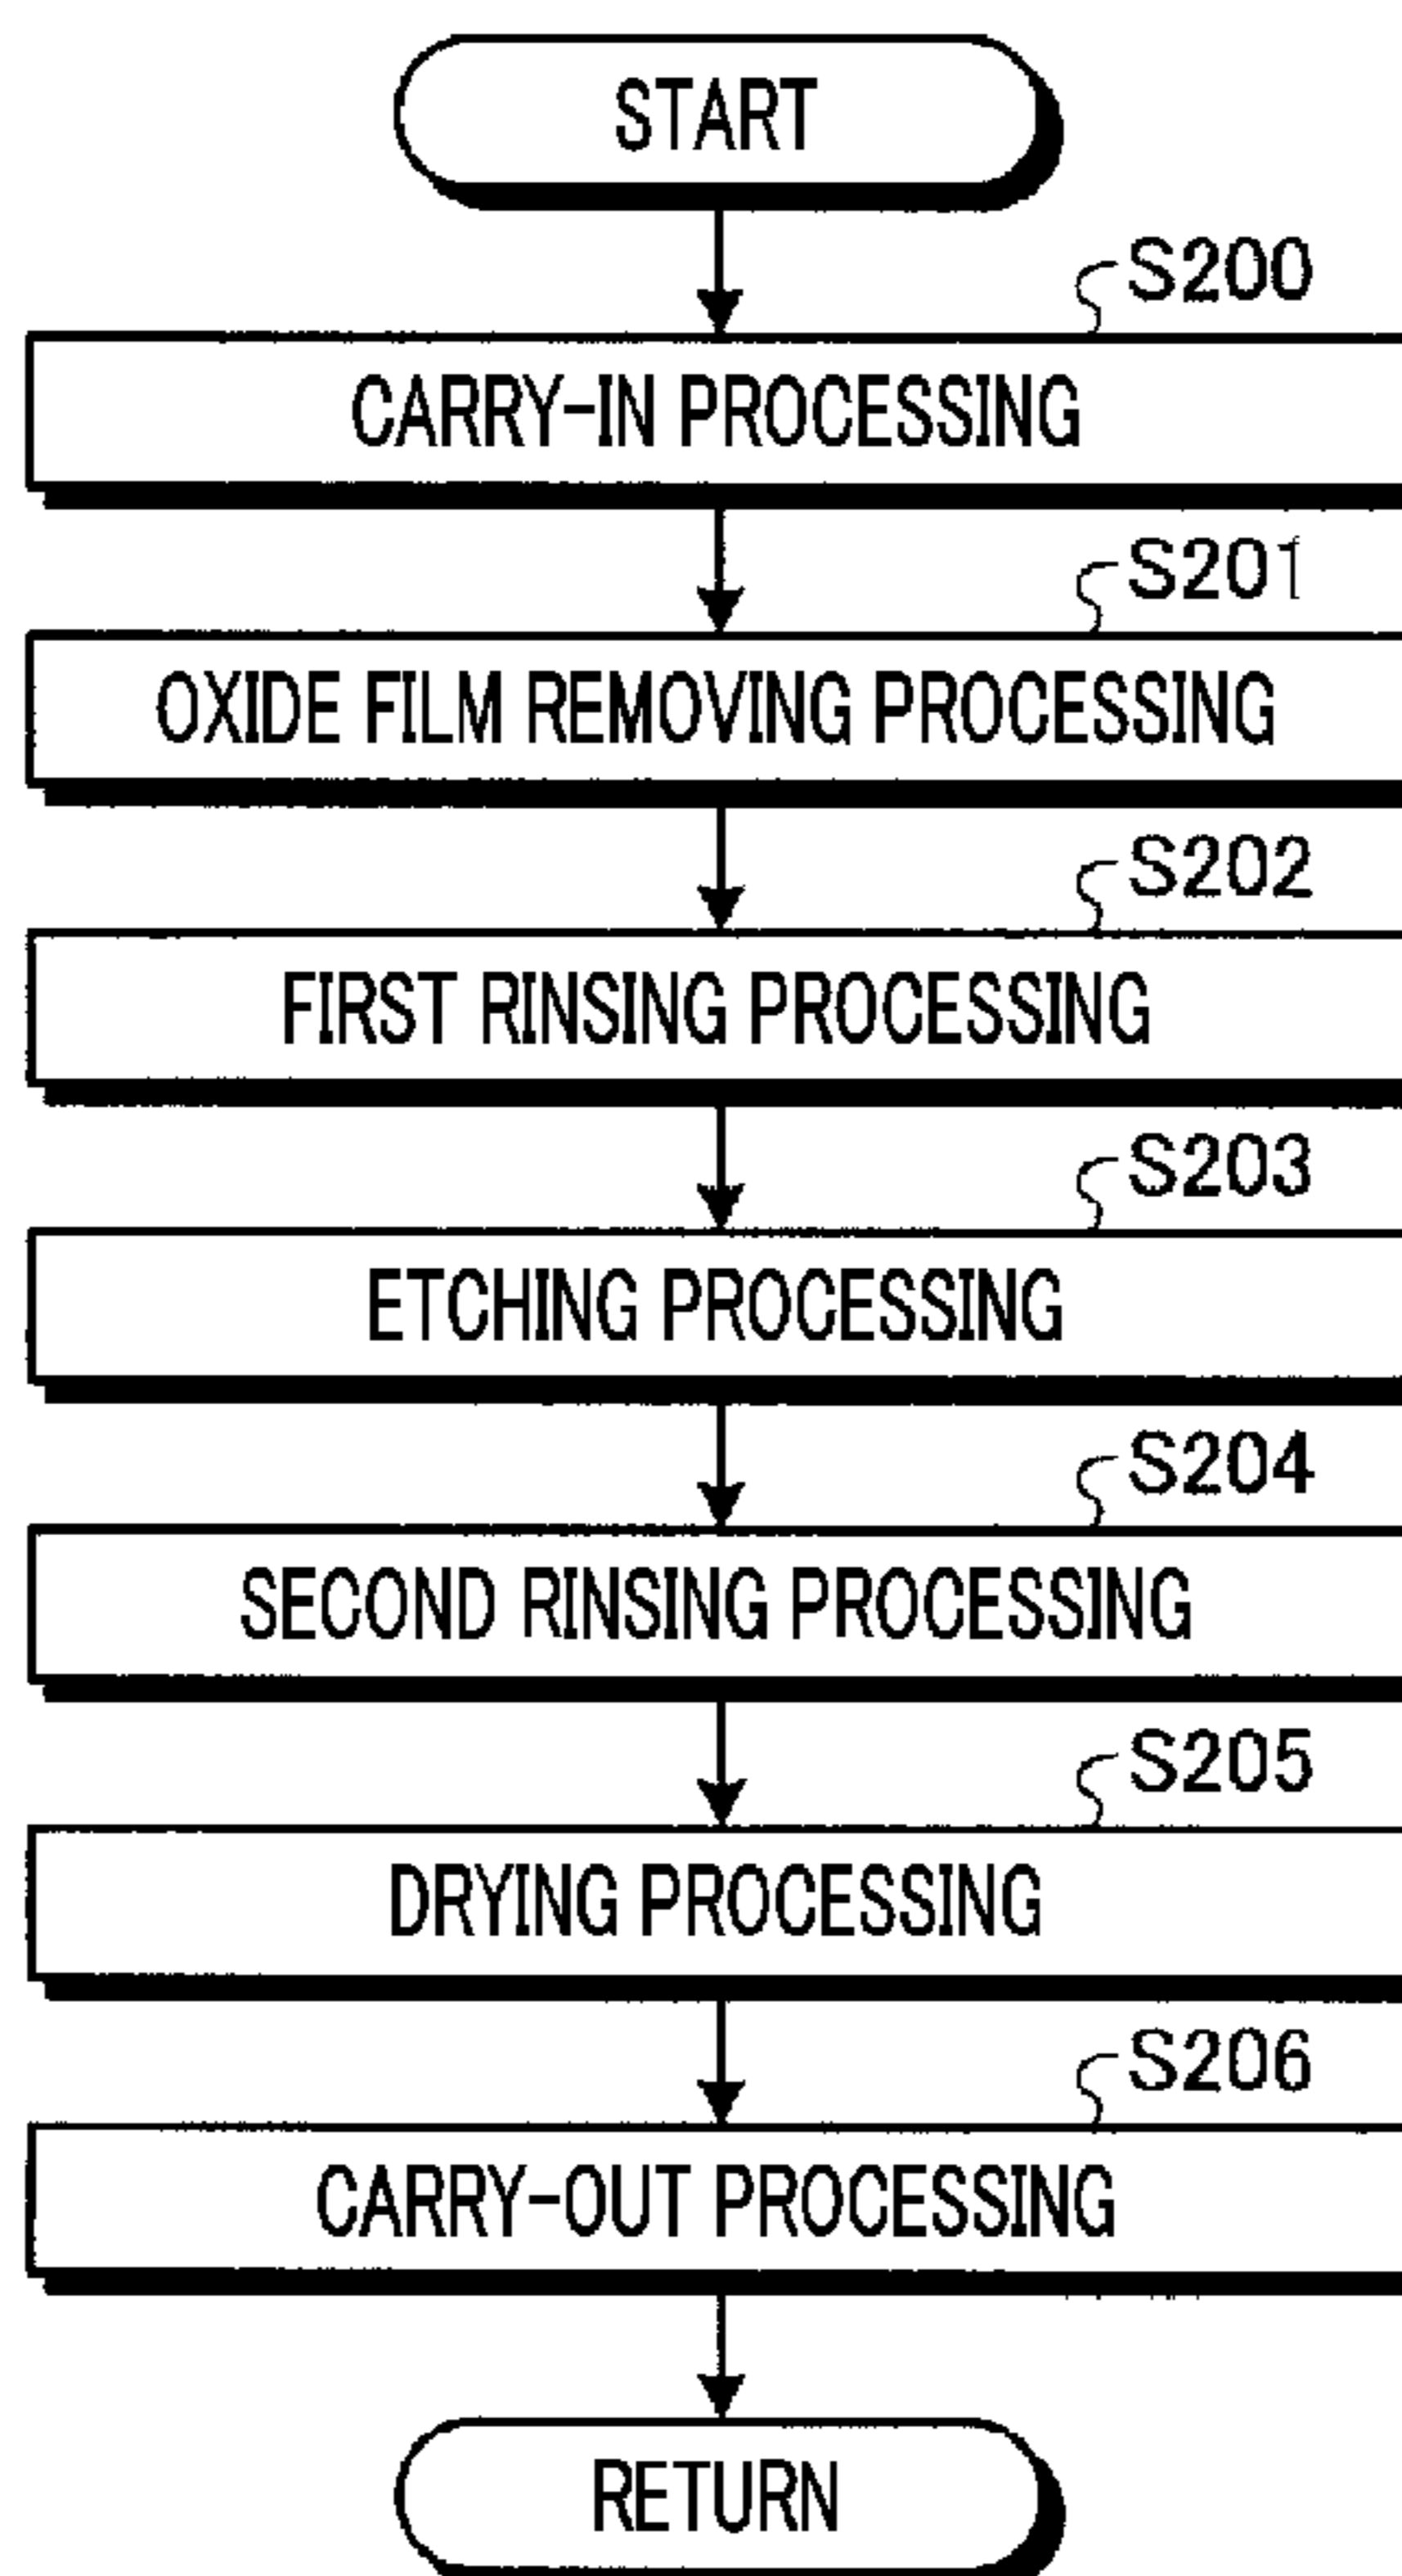 START
S200
CARRY-IN PROCESSING
S201
OXIDE FILM REMOVING PROCESSING
S202
FIRST RINSING PROCESSING
S203
ETCHING PROCESSING
S204
SECOND RINSING PROCESSING
S205
DRYING PROCESSING
S206
CARRY-OUT PROCESSING
RETURN